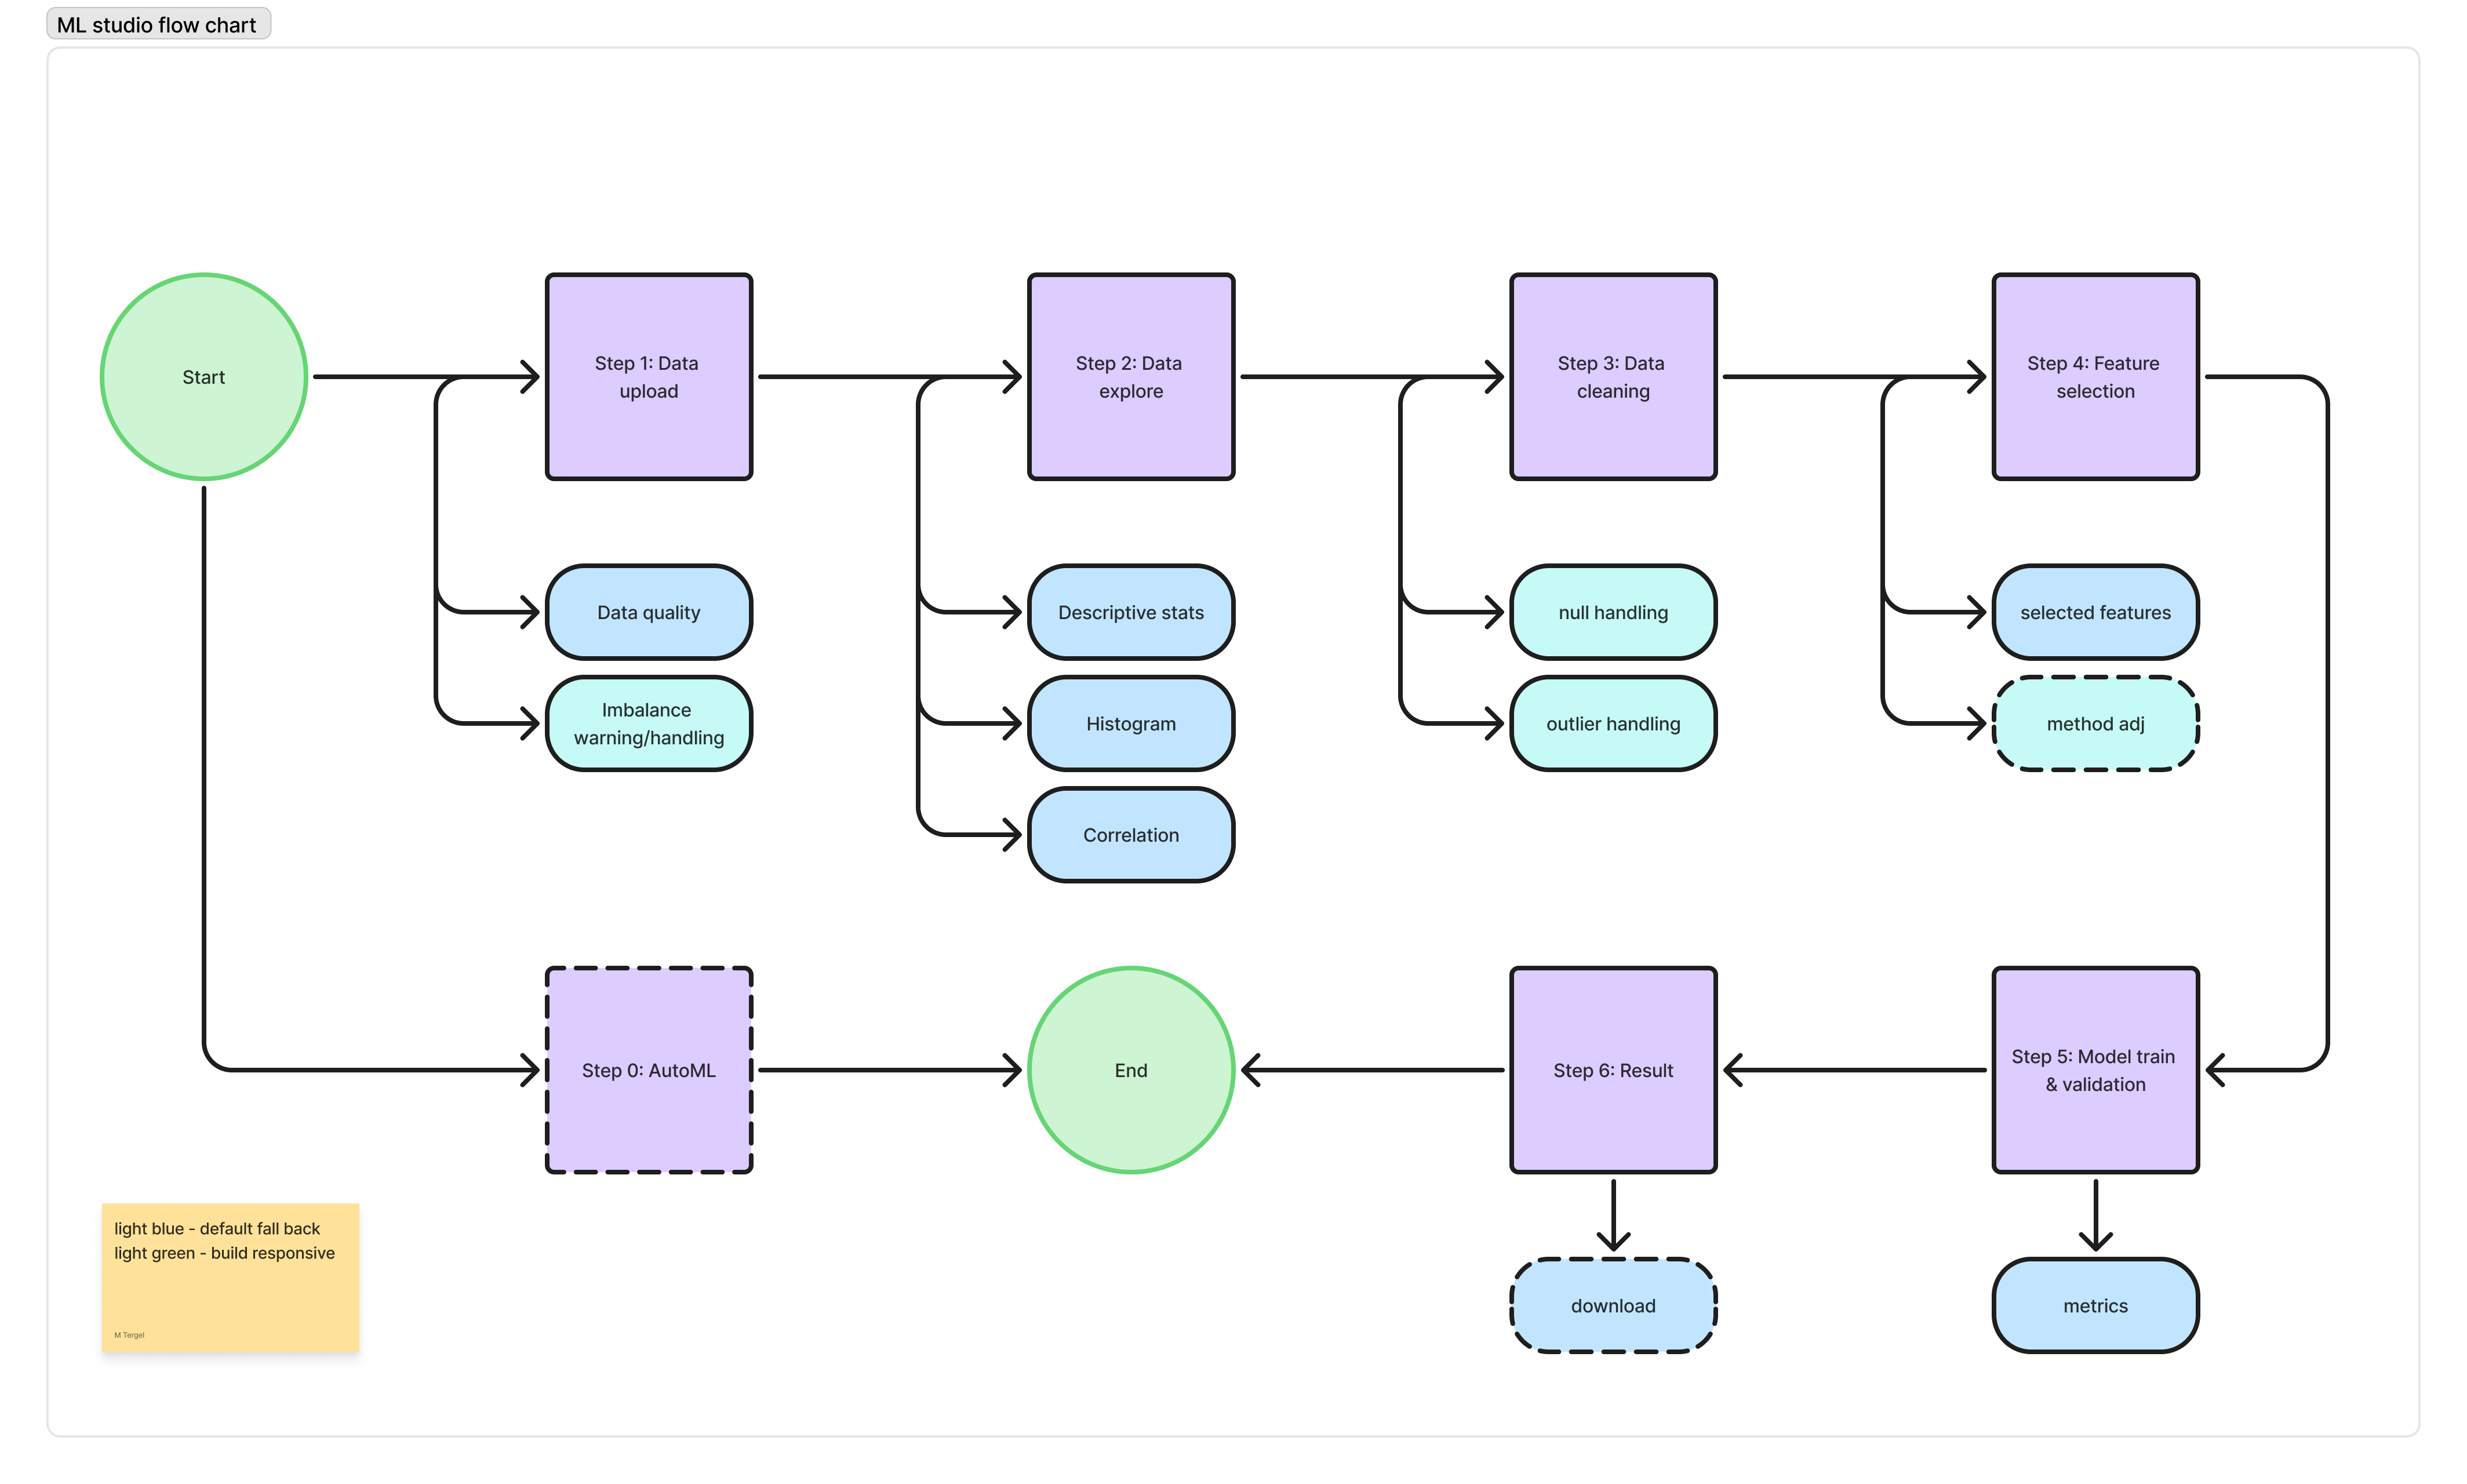 ML studio flow chart
Start
Step 1: Data
upload
Step 2: Data
explore
Step 3: Data
cleaning
Step 4: Feature
selection
Data quality
Imbalance
warning/handling
Descriptive stats
Histogram
Correlation
null handling
outlier handling
selected features
method adj
Step 0: AutoML
End
Step 6: Result
Step 5: Model train
& validation
download
metrics
light blue - default fall back
light green - build responsive
M Tergel